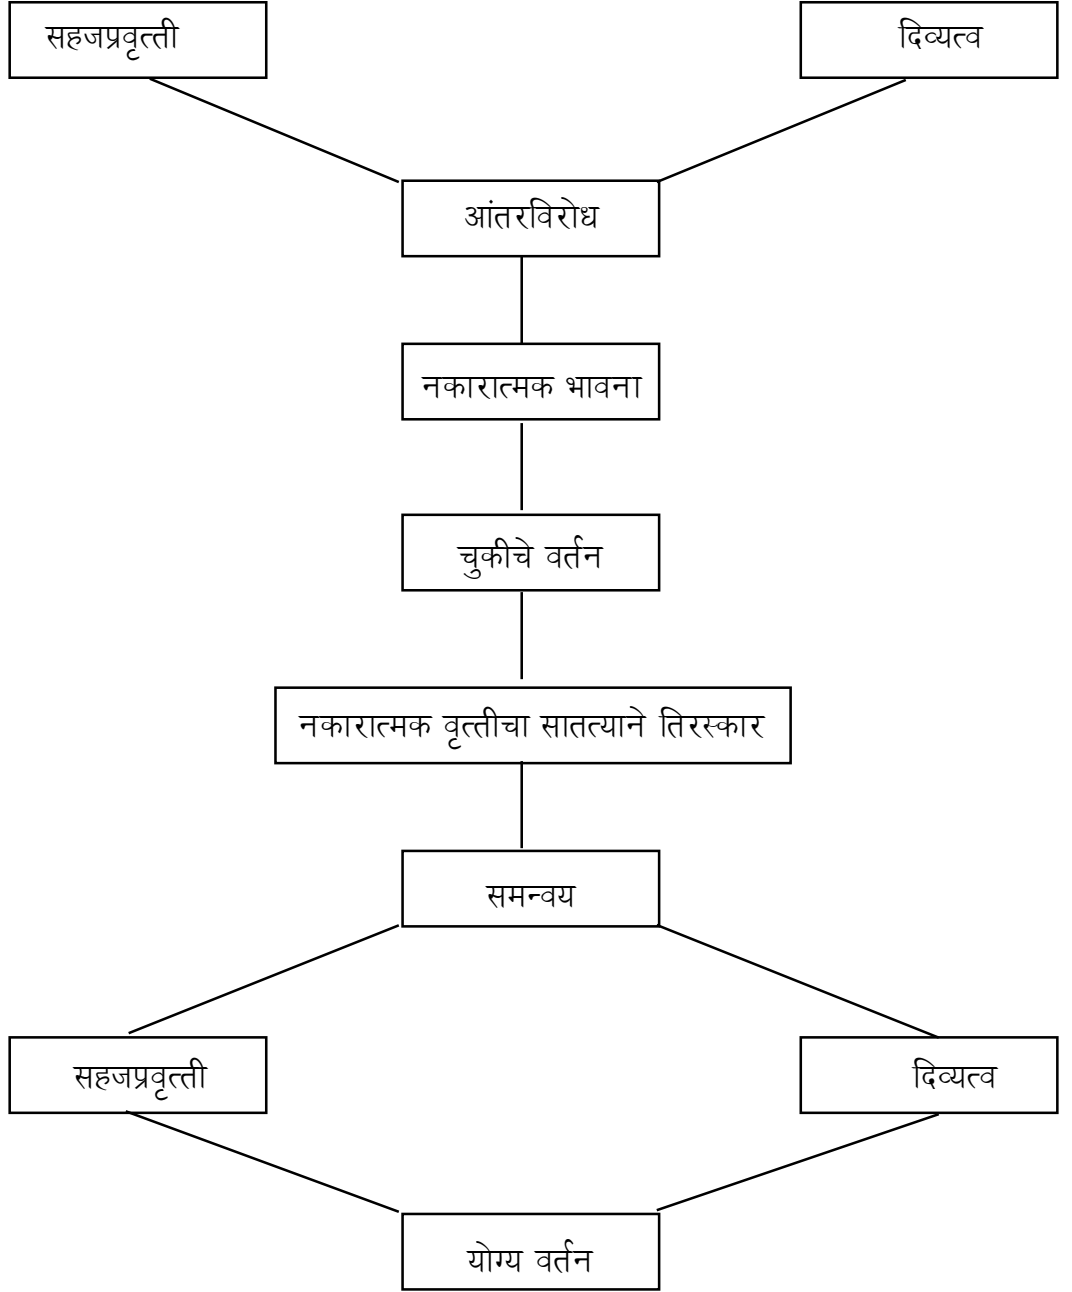 सहजप्रवृत्ती
दिव्यत्व
आंतरविरोध
नकारात्मक भावना
चुकीचे वर्तन
नकारात्मक वृत्तीचा सातत्याने तिरस्कार
समन्वय
सहजप्रवृत्ती
दिव्यत्व
योग्य वर्तन